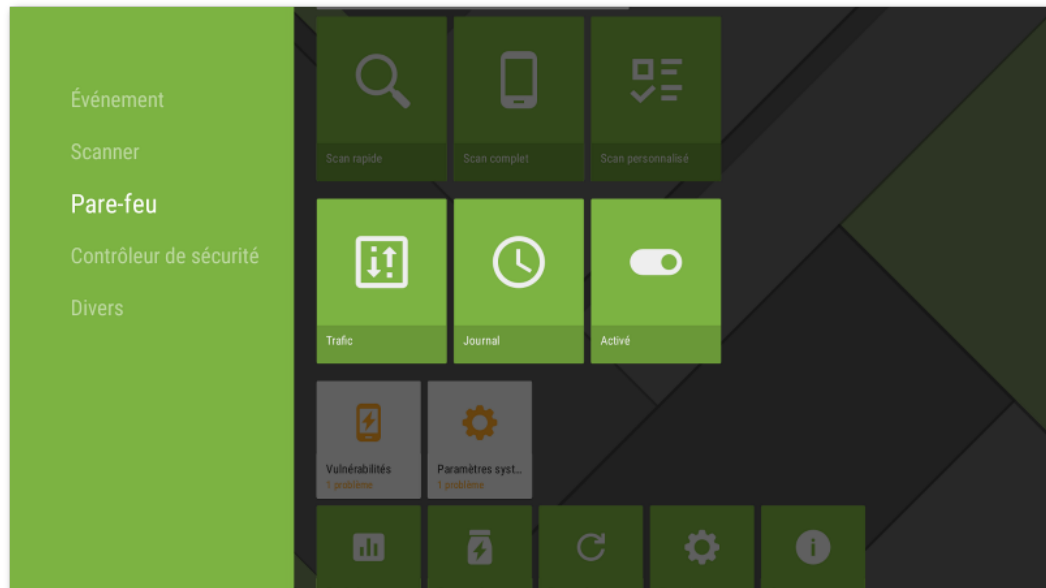 Événement
Scanner
Pare-feu
Contrôleur de sécurité
Divers
Scan rapide
Scan complet
Scan personnalisé
Trafic
Journal
Activé
Vulnérabilités
1 problème
Paramètres syst...
1 problème